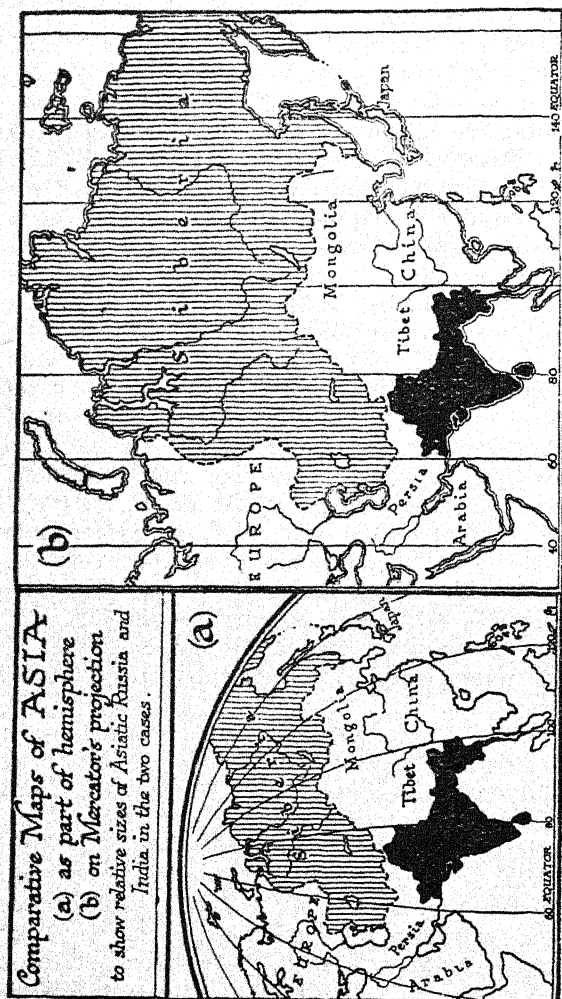 Comparative Maps of ASIA
(a) as part of hemisphere
(b) on Mercator's projection
to show relative sizes of Asiatic Russia and
India in the two cases.
(a)
EUROPE
Siberia
Mongolia
Japan
Tibet
China
Persia
Arabia
60
EQUATOR
80
100
(b)
EUROPE
Siberia
Mongolia
Japan
Tibet
China
Persia
Arabia
40
60
80
120
140
EQUATOR